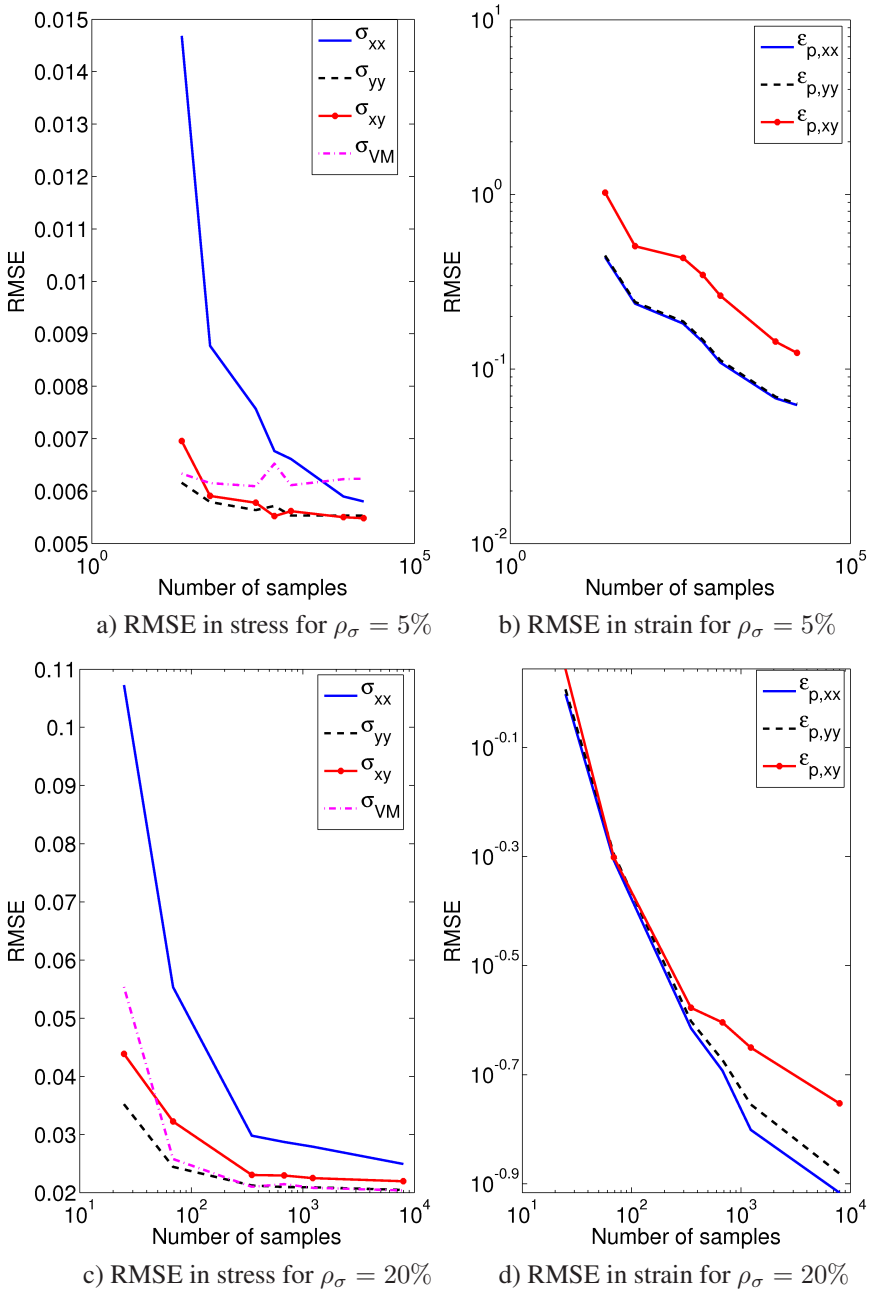 0.015
0.014
0.013
0.012
0.011
0.01
0.009
0.008
0.007
0.006
0.005
RMSE
σxx
σyy
σxy
σVM
10^0
10^5
Number of samples
a) RMSE in stress for ρσ = 5%
10^1
10^0
10^-1
10^-2
RMSE
εp,xx
εp,yy
εp,xy
10^0
10^5
Number of samples
b) RMSE in strain for ρσ = 5%
0.11
0.1
0.09
0.08
0.07
0.06
0.05
0.04
0.03
0.02
RMSE
σxx
σyy
σxy
σVM
10^1
10^2
10^3
10^4
Number of samples
c) RMSE in stress for ρσ = 20%
10^-0.1
10^-0.3
10^-0.5
10^-0.7
10^-0.9
RMSE
εp,xx
εp,yy
εp,xy
10^1
10^2
10^3
10^4
Number of samples
d) RMSE in strain for ρσ = 20%